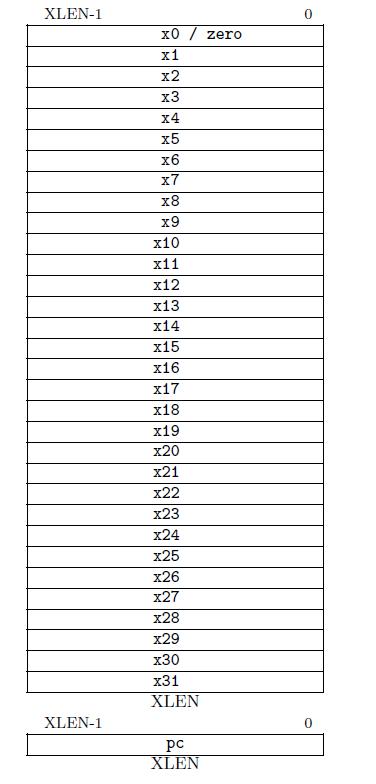 XLEN-1 0
x0 / zero
x1
x2
x3
x4
x5
x6
x7
x8
x9
x10
x11
x12
x13
x14
x15
x16
x17
x18
x19
x20
x21
x22
x23
x24
x25
x26
x27
x28
x29
x30
x31
XLEN
XLEN-1 0
pc
XLEN